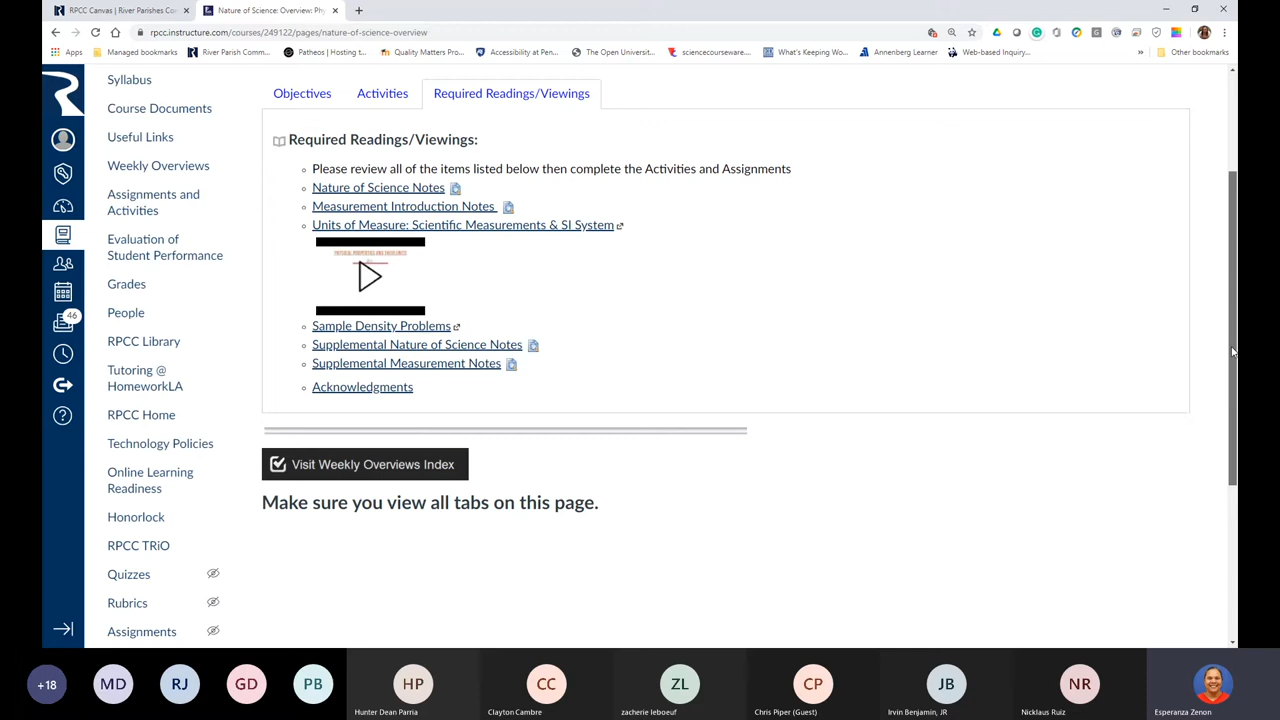 RPCC Canvas | River Parishes Com
Nature of Science: Overview: Ph
rpcc.instructure.com/courses/249122/pages/nature-of-science-overview
Apps
Managed bookmarks
River Parish Comm...
Patheos | Hosting t...
Quality Matters Pro...
Accessibility at Pen...
The Open Universit...
sciencecourseware...
What's Keeping Wo...
Annenberg Learner
Web-based Inquiry...
Other bookmarks
46
Syllabus
Course Documents
Useful Links
Weekly Overviews
Assignments and
Activities
Evaluation of
Student Performance
Grades
People
RPCC Library
Tutoring @
HomeworkLA
RPCC Home
Technology Policies
Online Learning
Readiness
Honorlock
RPCC TRiO
Quizzes
Rubrics
Assignments
Objectives
Activities
Required Readings/Viewings
Required Readings/Viewings:
Please review all of the items listed below then complete the Activities and Assignments
Nature of Science Notes
Measurement Introduction Notes
Units of Measure: Scientific Measurements & SI System
Sample Density Problems
Supplemental Nature of Science Notes
Supplemental Measurement Notes
Acknowledgments
Visit Weekly Overviews Index
Make sure you view all tabs on this page.
+18
MD
RJ
GD
PB
HP
Hunter Dean Parria
CC
Clayton Cambre
ZL
zacherie leboeuf
CP
Chris Piper (Guest)
JB
Irvin Benjamin, JR
NR
Nicklaus Ruiz
Esperanza Zenon